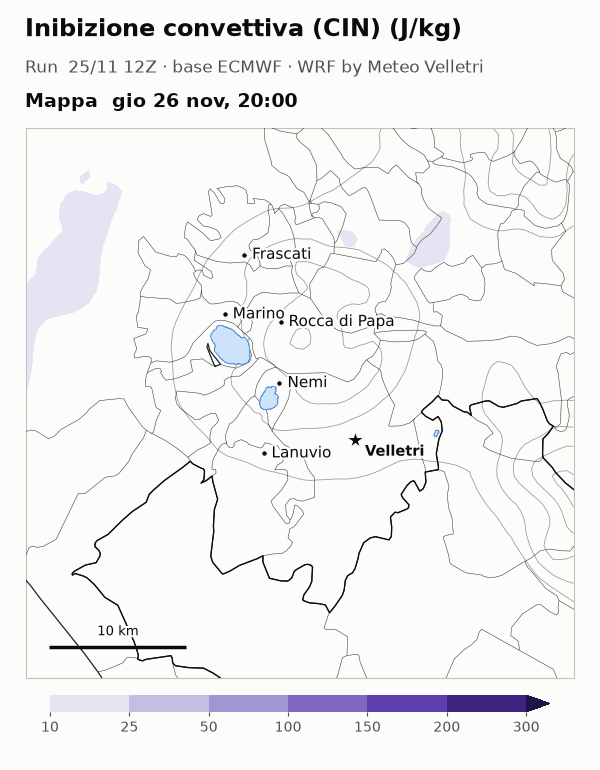 Inibizione convettiva (CIN) (J/kg)
Run  25/11 12Z · base ECMWF · WRF by Meteo Velletri
Mappa  gio 26 nov, 20:00
Frascati
Marino
Rocca di Papa
Nemi
Velletri
Lanuvio
10 km
10 25 50 100 150 200 300